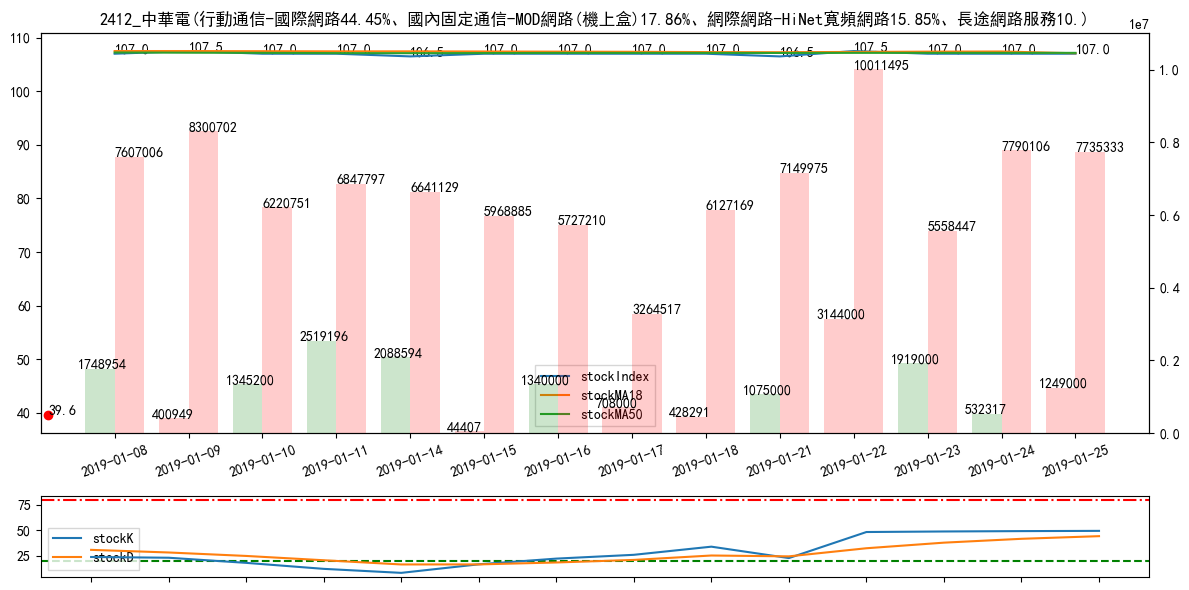 2412_中華電(行動通信-國際網路44.45%、國內固定通信-MOD網路(機上盒)17.86%、網際網路-HiNet寬頻網路15.85%、長途網路服務10.)
1e7
110
100
90
80
70
60
50
40
1.0
0.8
0.6
0.4
0.2
0.0
107.0 107.5 107.0 107.0 106.5 107.0 107.0 107.0 107.0 106.5 107.5 107.0 107.0 107.0
7607006 8300702 6220751 6847797 6641129 5968885 5727210 3264517 6127169 7149975 10011495 5558447 7790106 7735333
1748954 400949 1345200 2519196 2088594 44407 1340000 708000 428291 1075000 3144000 1919000 532317 1249000
39.6
stockIndex
stockMA18
stockMA50
2019-01-08 2019-01-09 2019-01-10 2019-01-11 2019-01-14 2019-01-15 2019-01-16 2019-01-17 2019-01-18 2019-01-21 2019-01-22 2019-01-23 2019-01-24 2019-01-25
75
50
25
stockK
stockD